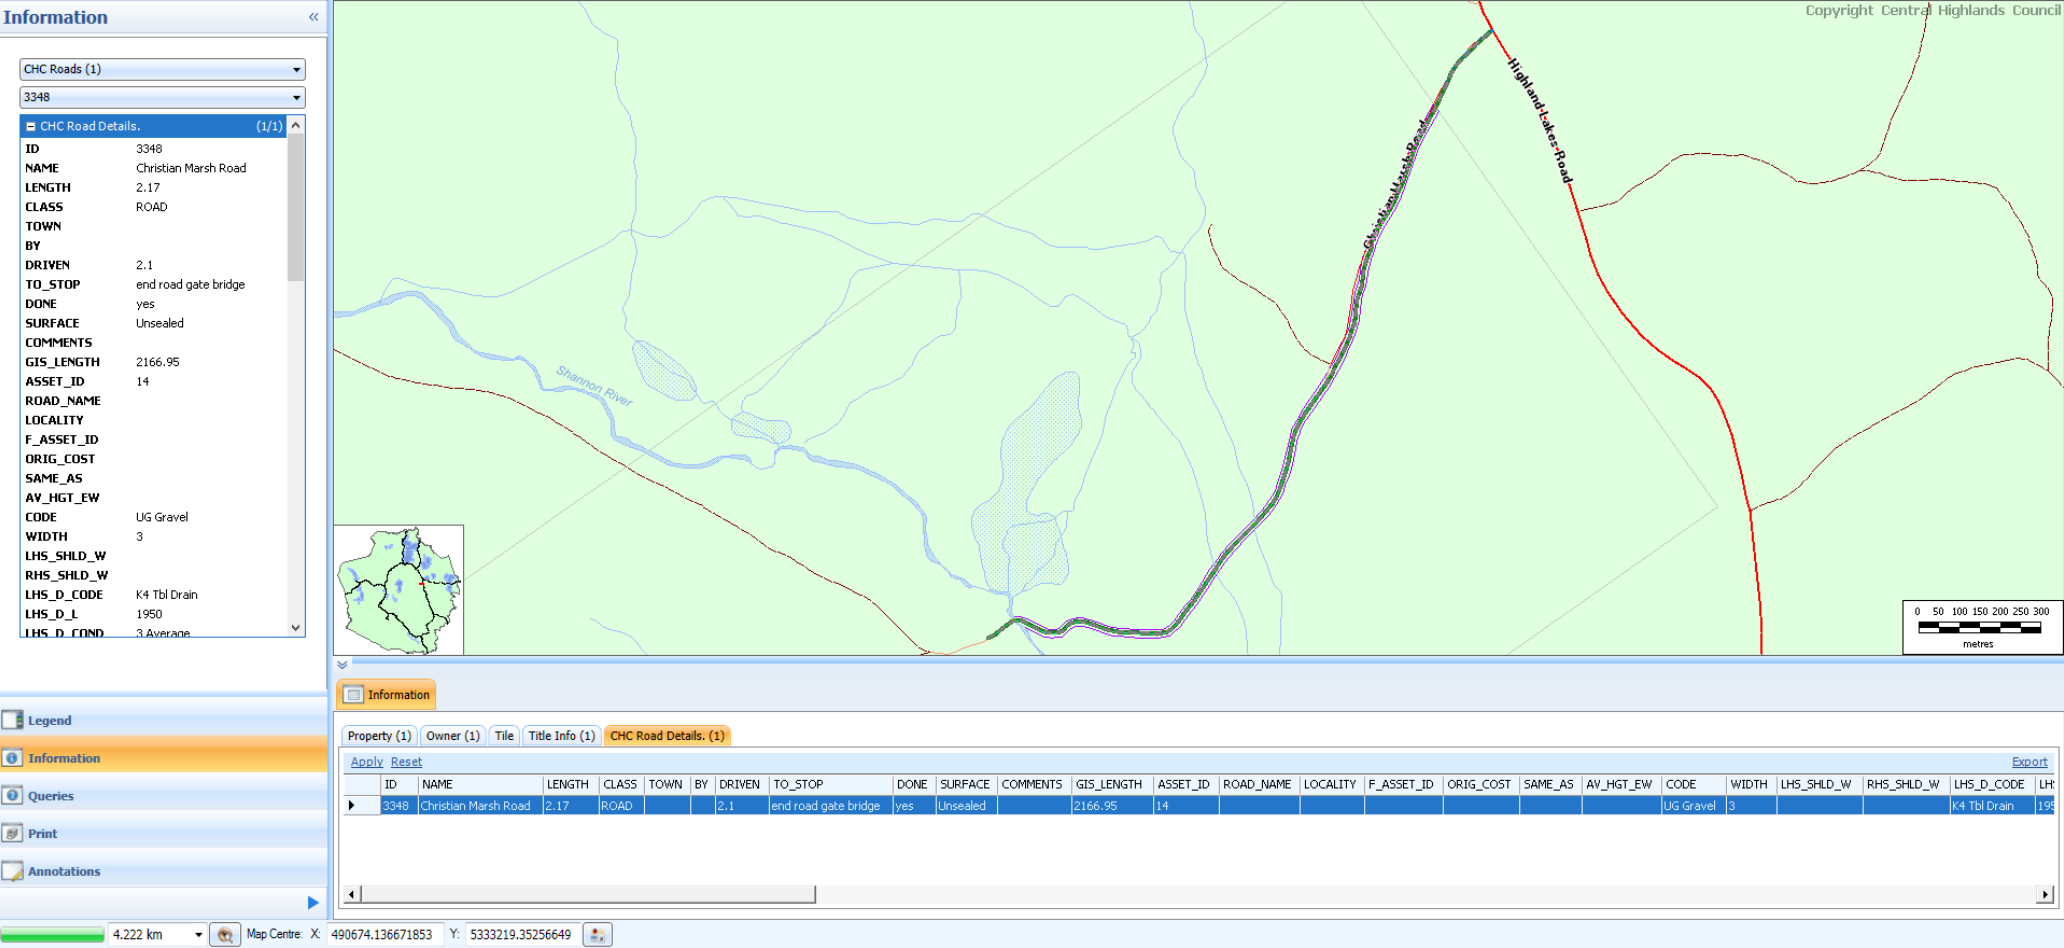 Information «
CHC Roads (1)
3348
CHC Road Details. (1/1)
ID 3348
NAME Christian Marsh Road
LENGTH 2.17
CLASS ROAD
TOWN
BY
DRIVEN 2.1
TO_STOP end road gate bridge
DONE yes
SURFACE Unsealed
COMMENTS
GIS_LENGTH 2166.95
ASSET_ID 14
ROAD_NAME
LOCALITY
F_ASSET_ID
ORIG_COST
SAME_AS
AV_HGT_EW
CODE UG Gravel
WIDTH 3
LHS_SHLD_W
RHS_SHLD_W
LHS_D_CODE K4 Tbl Drain
LHS_D_L 1950
LHS_D_COND 3 Average
Legend
Information
Queries
Print
Annotations
Copyright Central Highlands Council
Highland Lakes Road
Christian Marsh Road
Shannon River
0 50 100 150 200 250 300
metres
Information
Property (1) Owner (1) Tile Title Info (1) CHC Road Details. (1)
Apply Reset Export
ID NAME LENGTH CLASS TOWN BY DRIVEN TO_STOP DONE SURFACE COMMENTS GIS_LENGTH ASSET_ID ROAD_NAME LOCALITY F_ASSET_ID ORIG_COST SAME_AS AV_HGT_EW CODE WIDTH LHS_SHLD_W RHS_SHLD_W LHS_D_CODE LH
3348 Christian Marsh Road 2.17 ROAD 2.1 end road gate bridge yes Unsealed 2166.95 14 UG Gravel 3 K4 Tbl Drain 195
4.222 km Map Centre: X: 490674.136671853 Y: 5333219.35256649